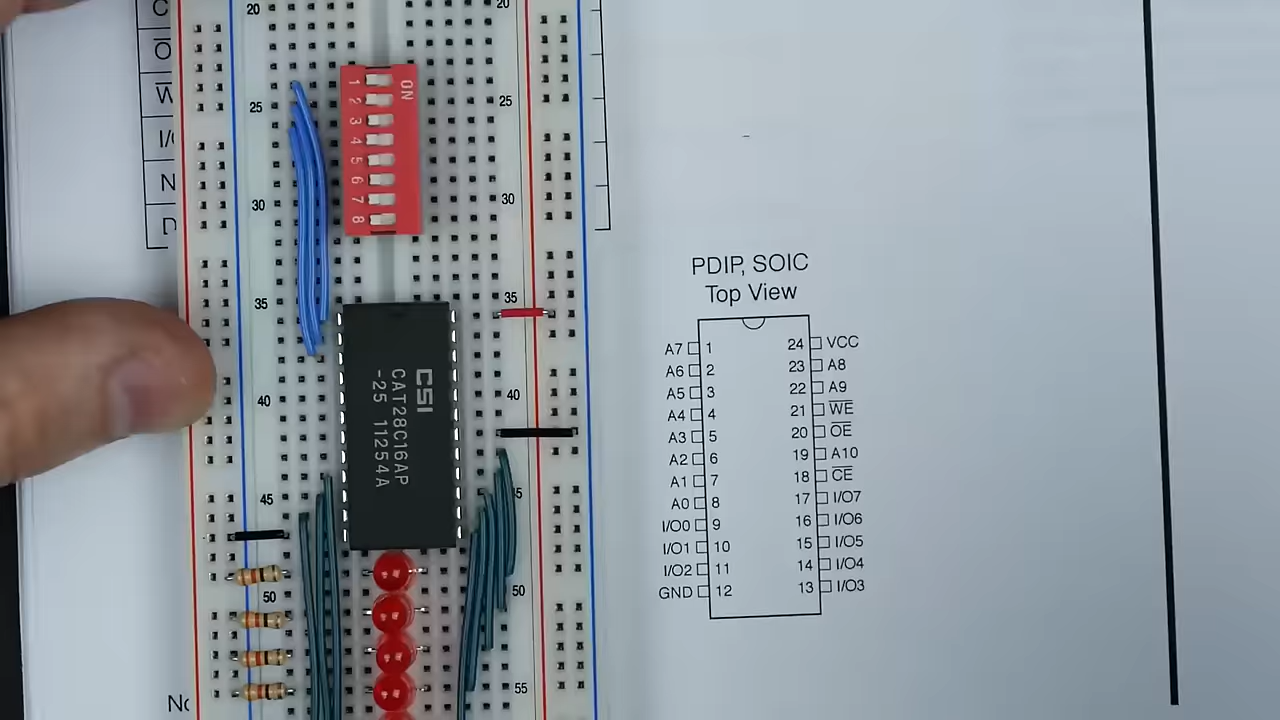 C
O
W
I/
N
D
No
20
25
30
35
40
45
50
20
25
30
35
40
45
50
55
ON
1
2
3
4
5
6
7
8
CSI
CAT28C16AP
-25 11254A
PDIP, SOIC
Top View
A7 1 24 VCC
A6 2 23 A8
A5 3 22 A9
A4 4 21 W̅E̅
A3 5 20 O̅E̅
A2 6 19 A10
A1 7 18 C̅E̅
A0 8 17 I/O7
I/O0 9 16 I/O6
I/O1 10 15 I/O5
I/O2 11 14 I/O4
GND 12 13 I/O3